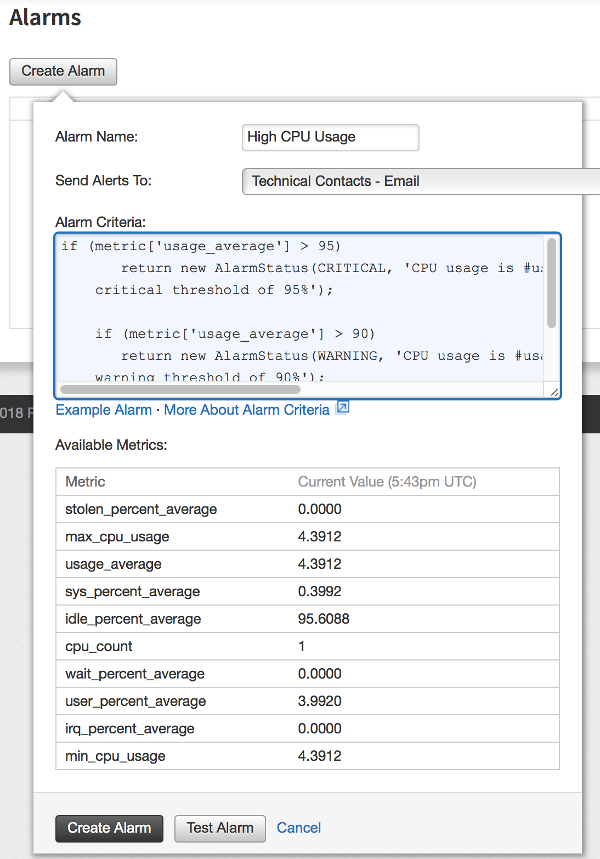 Alarms
Create Alarm
Alarm Name: High CPU Usage
Send Alerts To: Technical Contacts - Email
Alarm Criteria:
if (metric['usage_average'] > 95)
return new AlarmStatus(CRITICAL, 'CPU usage is
critical threshold of 95%');
if (metric['usage_average'] > 90)
return new AlarmStatus(WARNING, 'CPU usage is
warning threshold of 90%');
Example Alarm · More About Alarm Criteria
018
Available Metrics:
Metric Current Value (5:43pm UTC)
stolen_percent_average 0.0000
max_cpu_usage 4.3912
usage_average 4.3912
sys_percent_average 0.3992
idle_percent_average 95.6088
cpu_count 1
wait_percent_average 0.0000
user_percent_average 3.9920
irq_percent_average 0.0000
min_cpu_usage 4.3912
Create Alarm Test Alarm Cancel